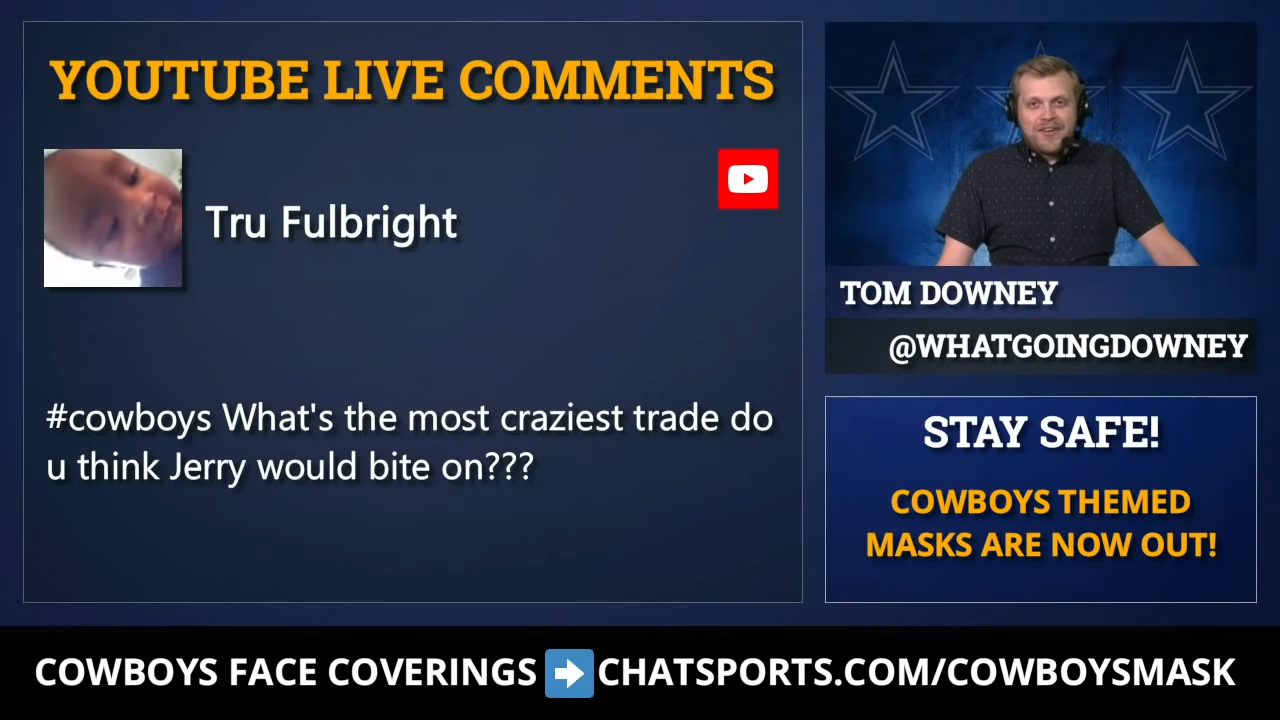 YOUTUBE LIVE COMMENTS
Tru Fulbright
#cowboys What's the most craziest trade do
u think Jerry would bite on???
TOM DOWNEY
@WHATGOINGDOWNEY
STAY SAFE!
COWBOYS THEMED
MASKS ARE NOW OUT!
COWBOYS FACE COVERINGS ➡ CHATSPORTS.COM/COWBOYSMASK